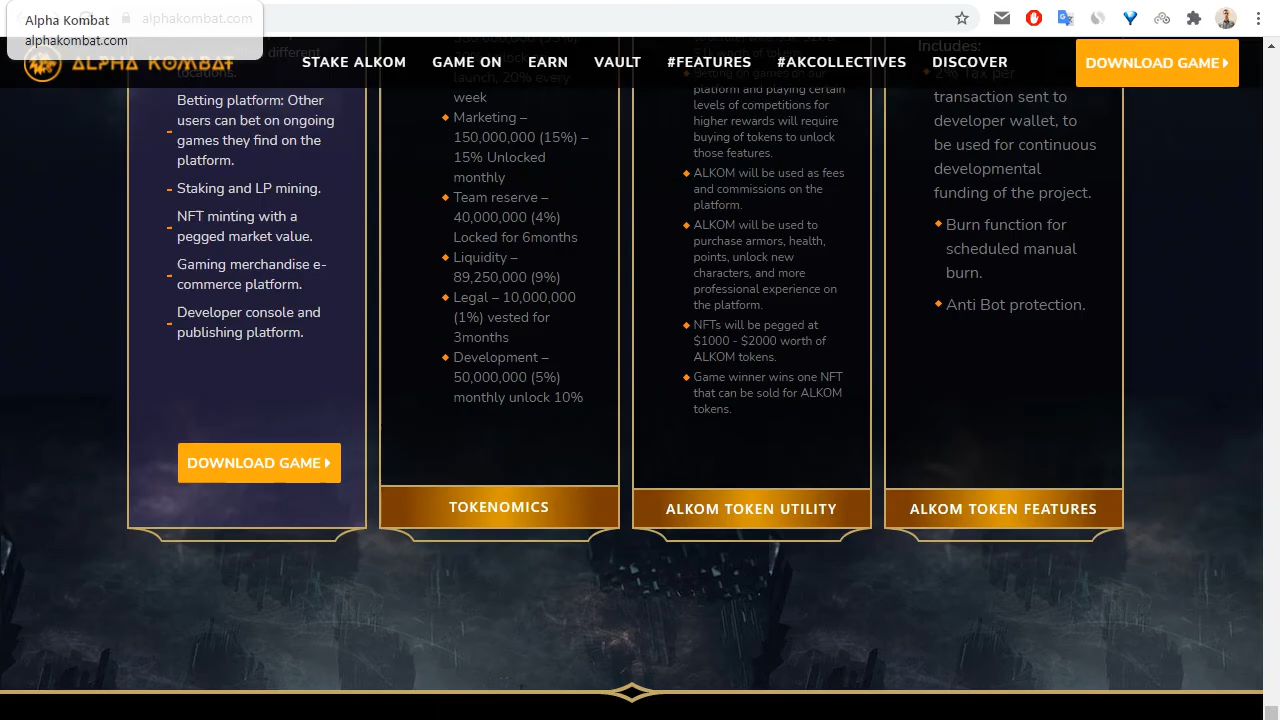 Alpha Kombat
alphakombat.com
alphakombat.com
ALPHA KOMBAT
STAKE ALKOM
GAME ON
EARN
VAULT
#FEATURES
#AKCOLLECTIVES
DISCOVER
DOWNLOAD GAME
different
locations.
Betting platform: Other
users can bet on ongoing
games they find on the
platform.
Staking and LP mining.
NFT minting with a
pegged market value.
Gaming merchandise e-
commerce platform.
Developer console and
publishing platform.
DOWNLOAD GAME
launch, 20% every
week
Marketing –
150,000,000 (15%) –
15% Unlocked
monthly
Team reserve –
40,000,000 (4%)
Locked for 6months
Liquidity –
89,250,000 (9%)
Legal – 10,000,000
(1%) vested for
3months
Development –
50,000,000 (5%)
monthly unlock 10%
TOKENOMICS
worth of tokens.
Betting on games on our
platform and playing certain
levels of competitions for
higher rewards will require
buying of tokens to unlock
those features.
ALKOM will be used as fees
and commissions on the
platform.
ALKOM will be used to
purchase armors, health,
points, unlock new
characters, and more
professional experience on
the platform.
NFTs will be pegged at
$1000 - $2000 worth of
ALKOM tokens.
Game winner wins one NFT
that can be sold for ALKOM
tokens.
ALKOM TOKEN UTILITY
Includes:
2% Tax per
transaction sent to
developer wallet, to
be used for continuous
developmental
funding of the project.
Burn function for
scheduled manual
burn.
Anti Bot protection.
ALKOM TOKEN FEATURES